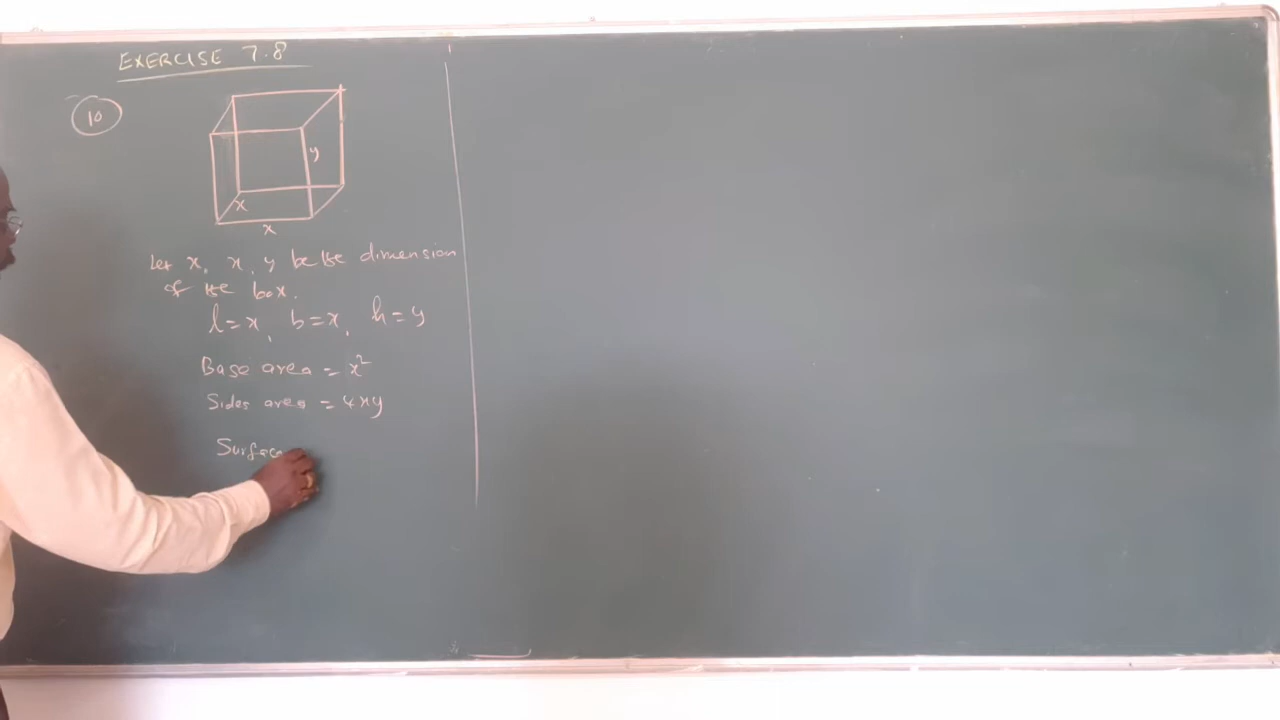 EXERCISE 7.8
10
y
x
x
Let x, x, y be the dimension
of the box.
l = x, b = x, h = y
Base area = x²
Sides area = 4xy
Surface